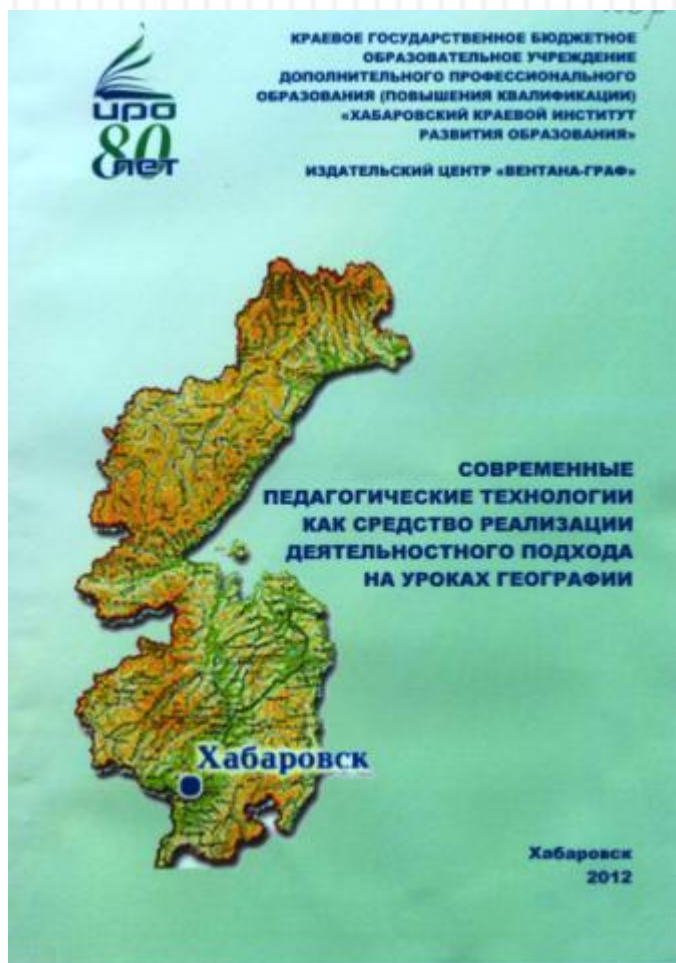 КРАЕВОЕ ГОСУДАРСТВЕННОЕ БЮДЖЕТНОЕ
ОБРАЗОВАТЕЛЬНОЕ УЧРЕЖДЕНИЕ
ДОПОЛНИТЕЛЬНОГО ПРОФЕССИОНАЛЬНОГО
ОБРАЗОВАНИЯ (ПОВЫШЕНИЯ КВАЛИФИКАЦИИ)
«ХАБАРОВСКИЙ КРАЕВОЙ ИНСТИТУТ
РАЗВИТИЯ ОБРАЗОВАНИЯ»
ИЗДАТЕЛЬСКИЙ ЦЕНТР «ВЕНТАНА-ГРАФ»
ИРО
80
лет
СОВРЕМЕННЫЕ
ПЕДАГОГИЧЕСКИЕ ТЕХНОЛОГИИ
КАК СРЕДСТВО РЕАЛИЗАЦИИ
ДЕЯТЕЛЬНОСТНОГО ПОДХОДА
НА УРОКАХ ГЕОГРАФИИ
Хабаровск
Хабаровск
2012